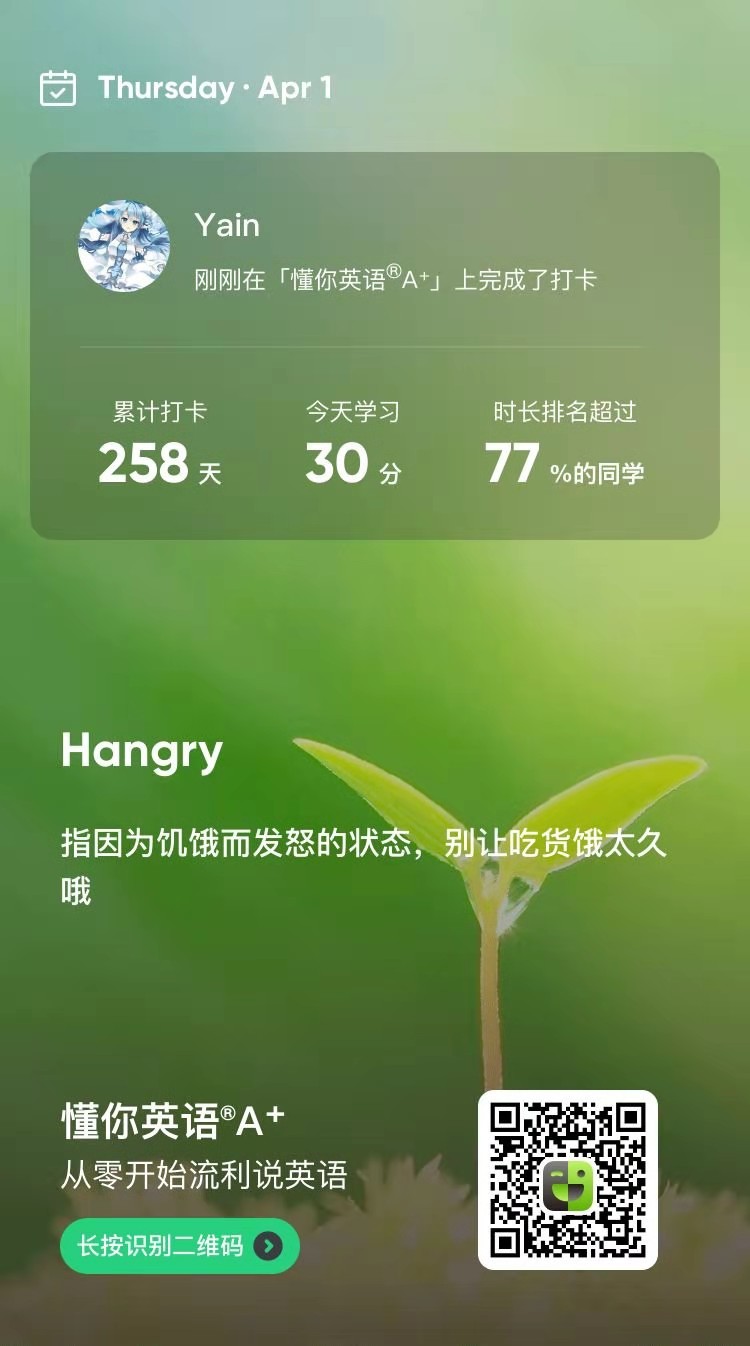 Thursday · Apr 1
Yain
刚刚在「懂你英语®A⁺」上完成了打卡
累计打卡 今天学习 时长排名超过
258 天 30 分 77 %的同学
Hangry
指因为饥饿而发怒的状态，别让吃货饿太久
哦
懂你英语®A⁺
从零开始流利说英语
长按识别二维码